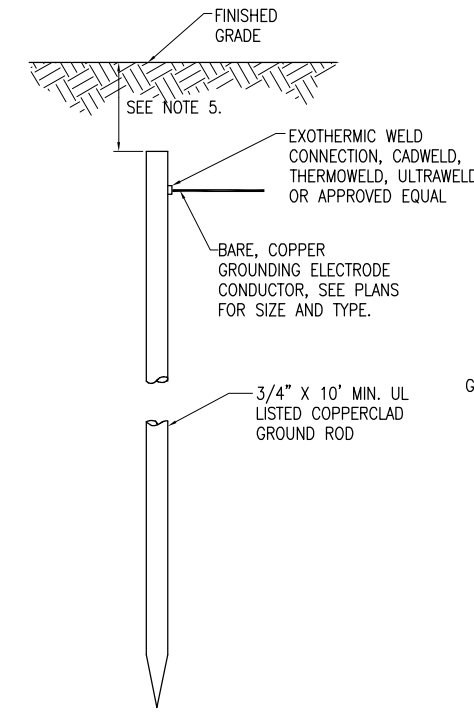 FINISHED
GRADE
SEE NOTE 5.
EXOTHERMIC WELD
CONNECTION, CADWELD,
THERMOWELD, ULTRAWELD
OR APPROVED EQUAL
BARE, COPPER
GROUNDING ELECTRODE
CONDUCTOR, SEE PLANS
FOR SIZE AND TYPE.
3/4" X 10' MIN. UL
LISTED COPPERCLAD
GROUND ROD
G